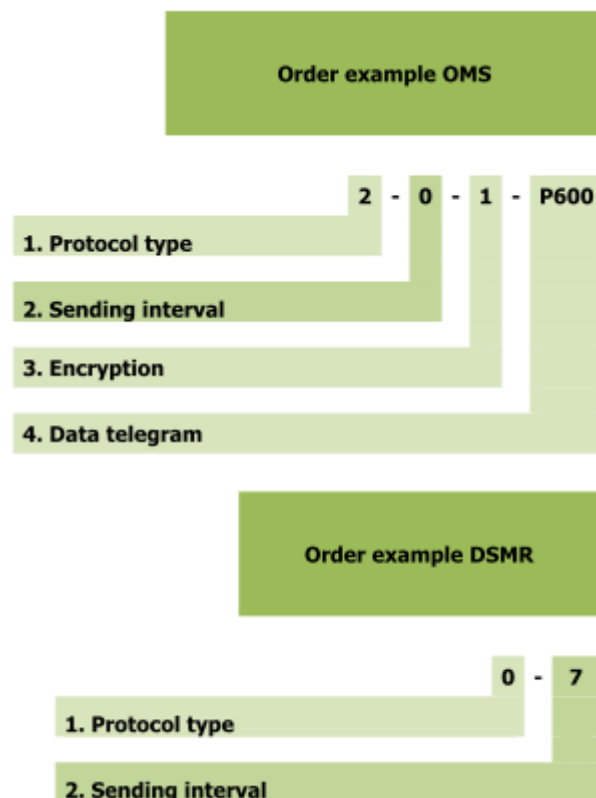 Order example OMS
2 - 0 - 1 - P600
1. Protocol type
2. Sending interval
3. Encryption
4. Data telegram
Order example DSMR
0 - 7
1. Protocol type
2. Sending interval